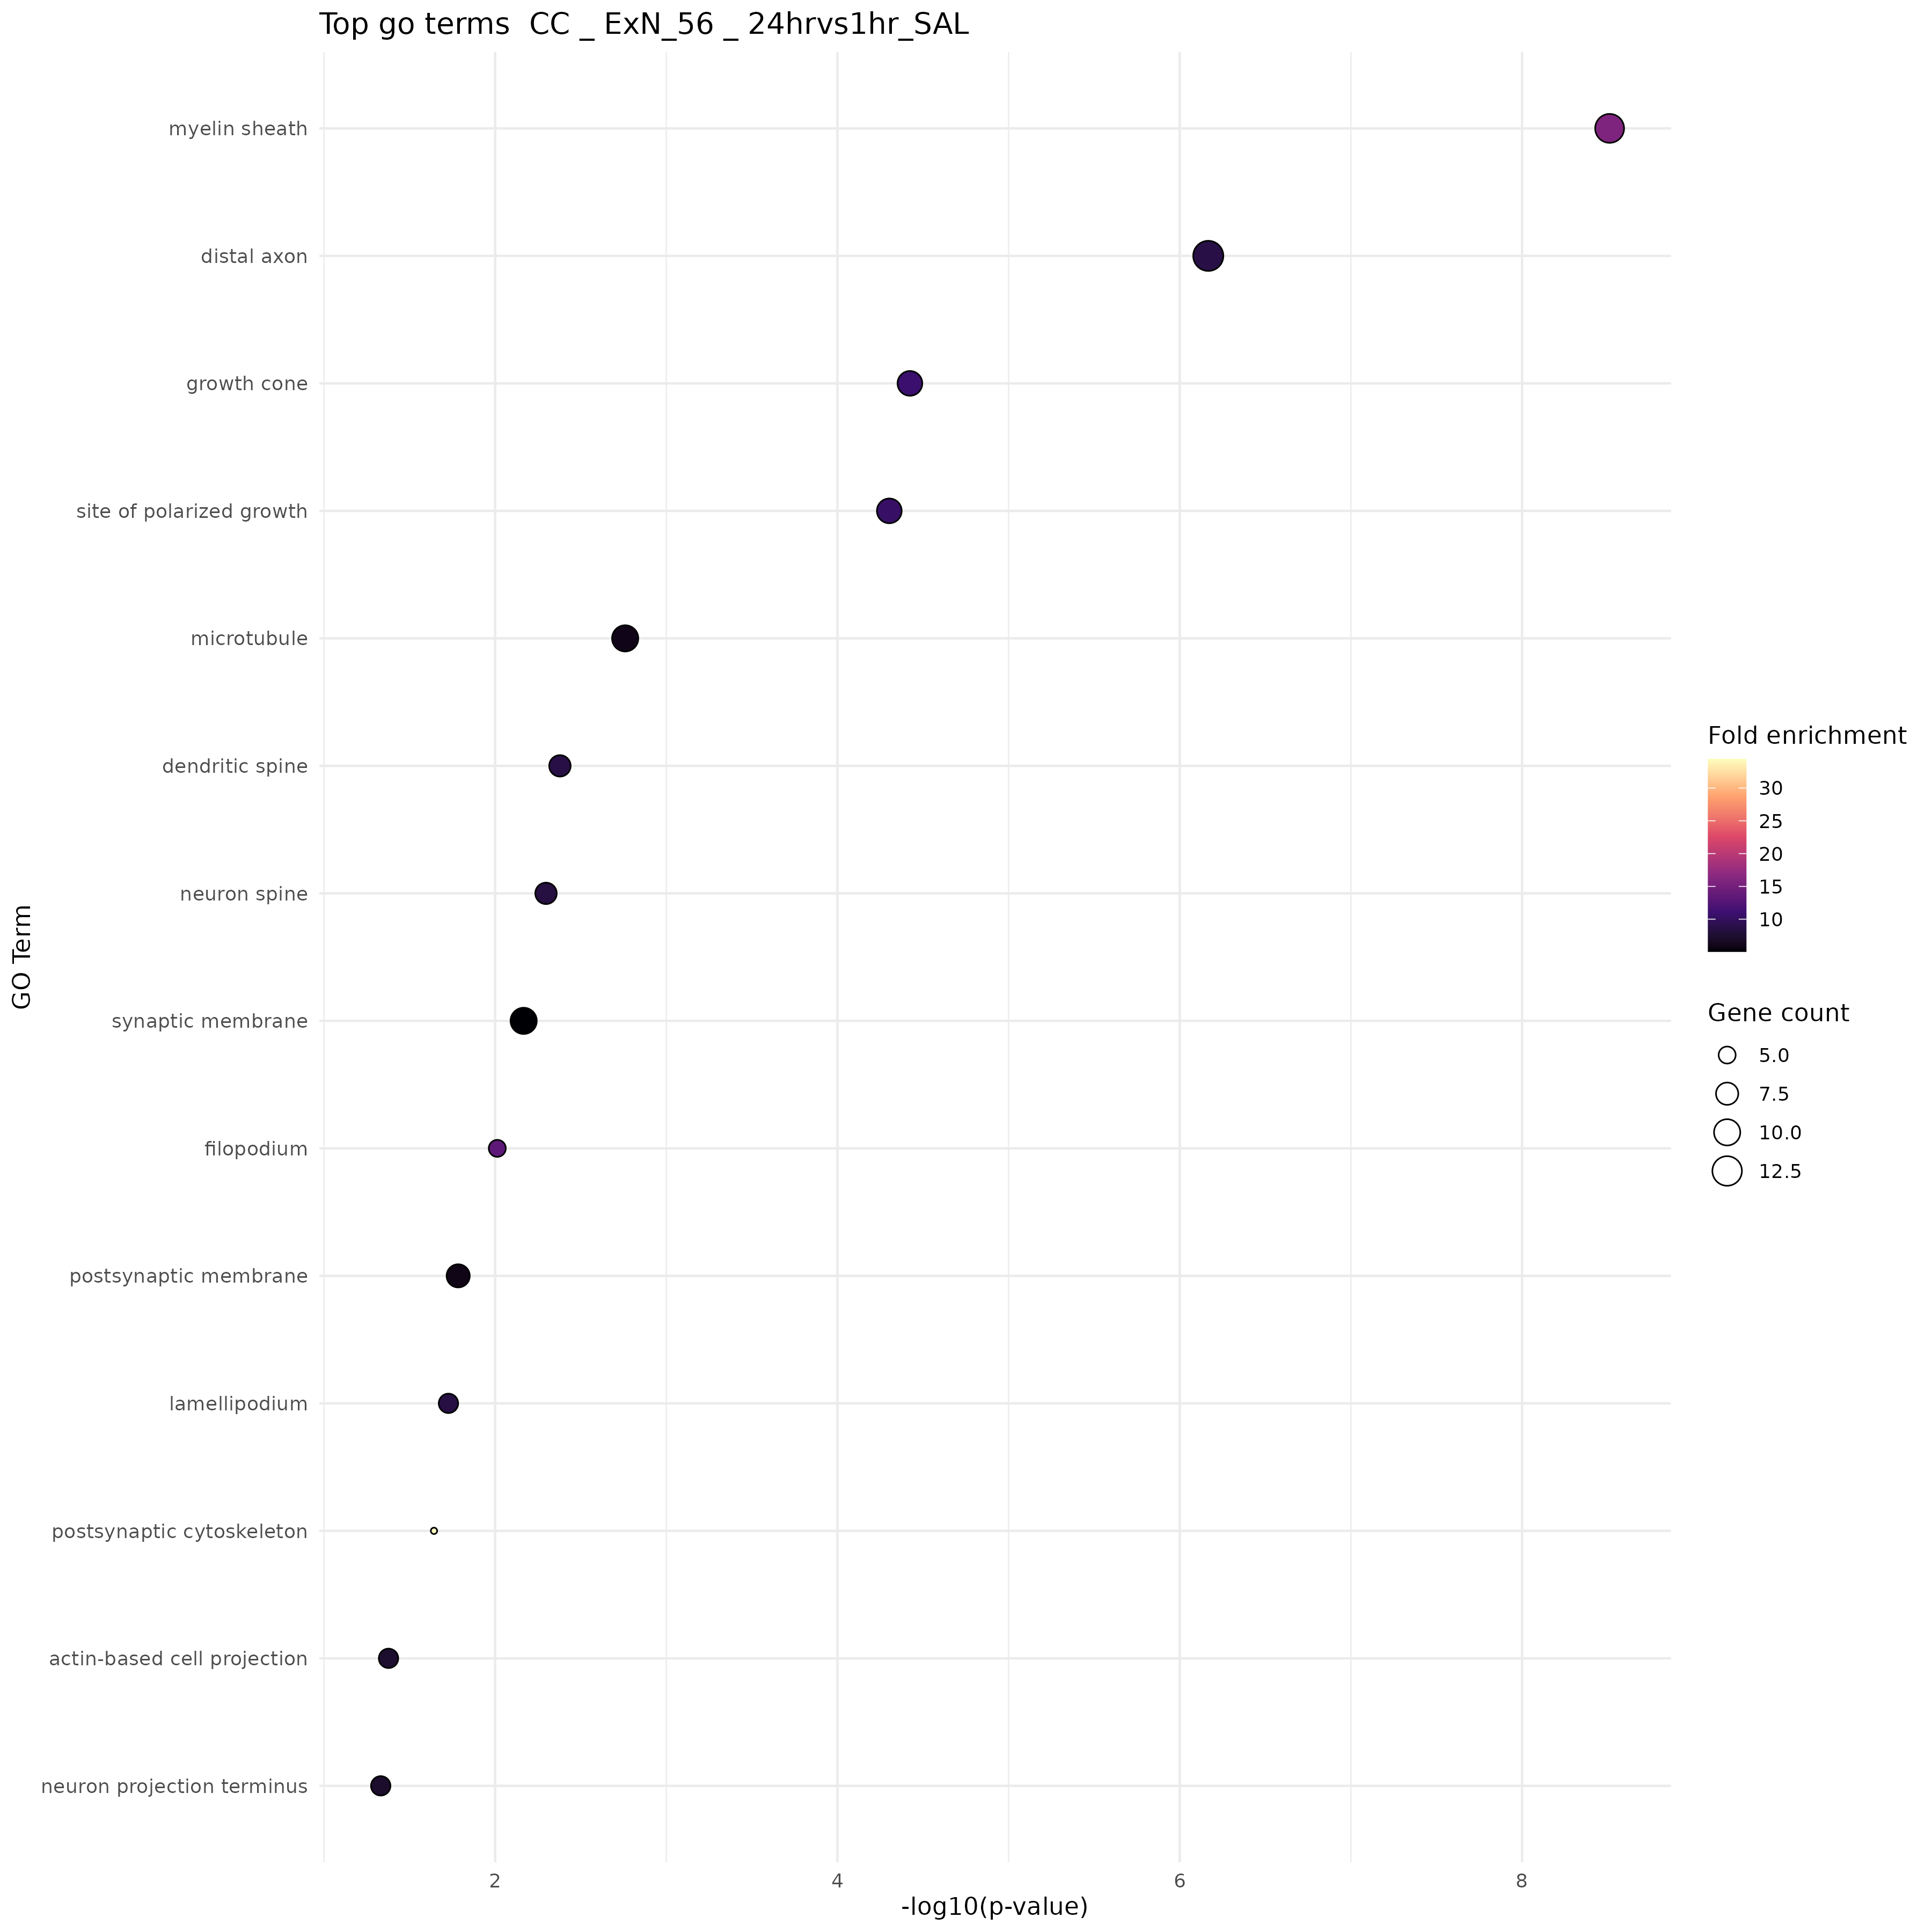 Top go terms  CC _ ExN_56 _ 24hrvs1hr_SAL
GO Term
myelin sheath
distal axon
growth cone
site of polarized growth
microtubule
dendritic spine
neuron spine
synaptic membrane
filopodium
postsynaptic membrane
lamellipodium
postsynaptic cytoskeleton
actin-based cell projection
neuron projection terminus
2 4 6 8
-log10(p-value)
Fold enrichment
30
25
20
15
10
Gene count
5.0
7.5
10.0
12.5